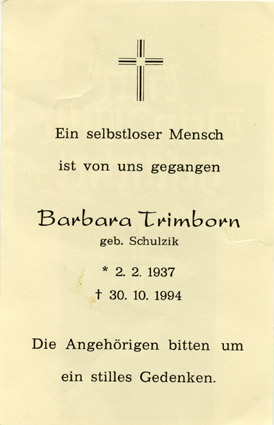 Ein selbstloser Mensch
ist von uns gegangen
Barbara Trimborn
geb. Schulzik
* 2. 2. 1937
† 30. 10. 1994
Die Angehörigen bitten um
ein stilles Gedenken.